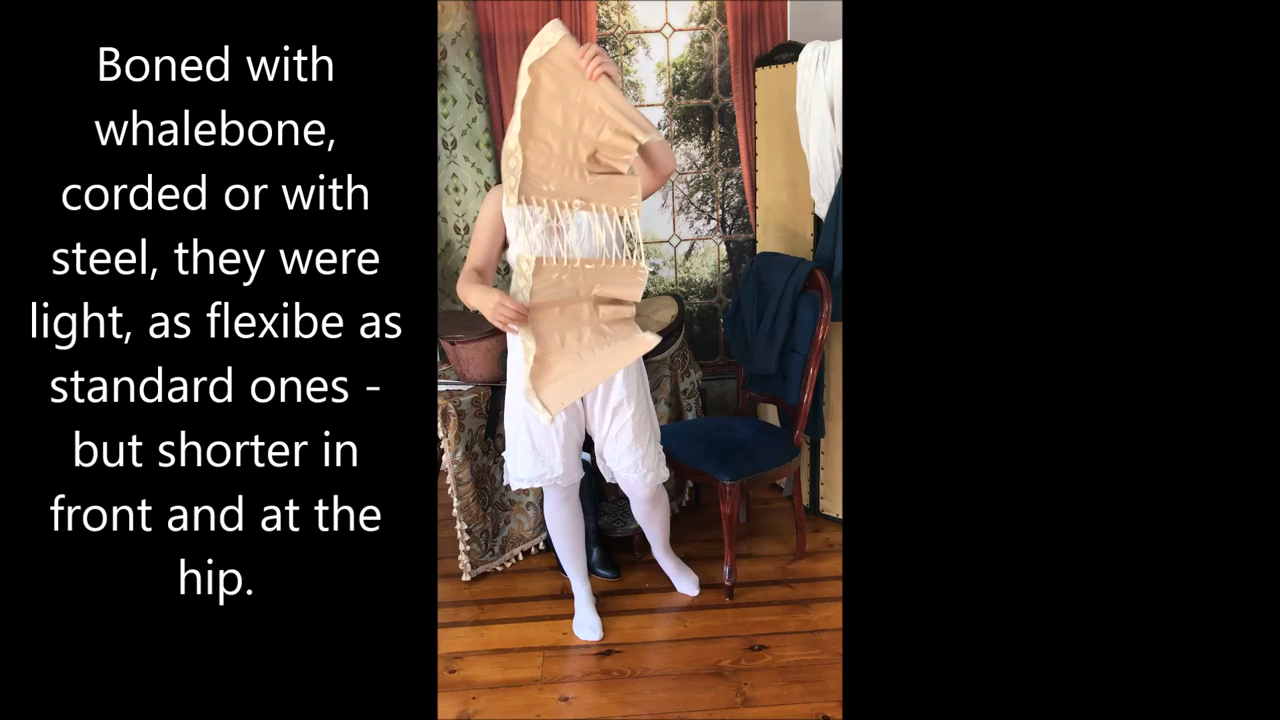 Boned with
whalebone,
corded or with
steel, they were
light, as flexibe as
standard ones -
but shorter in
front and at the
hip.